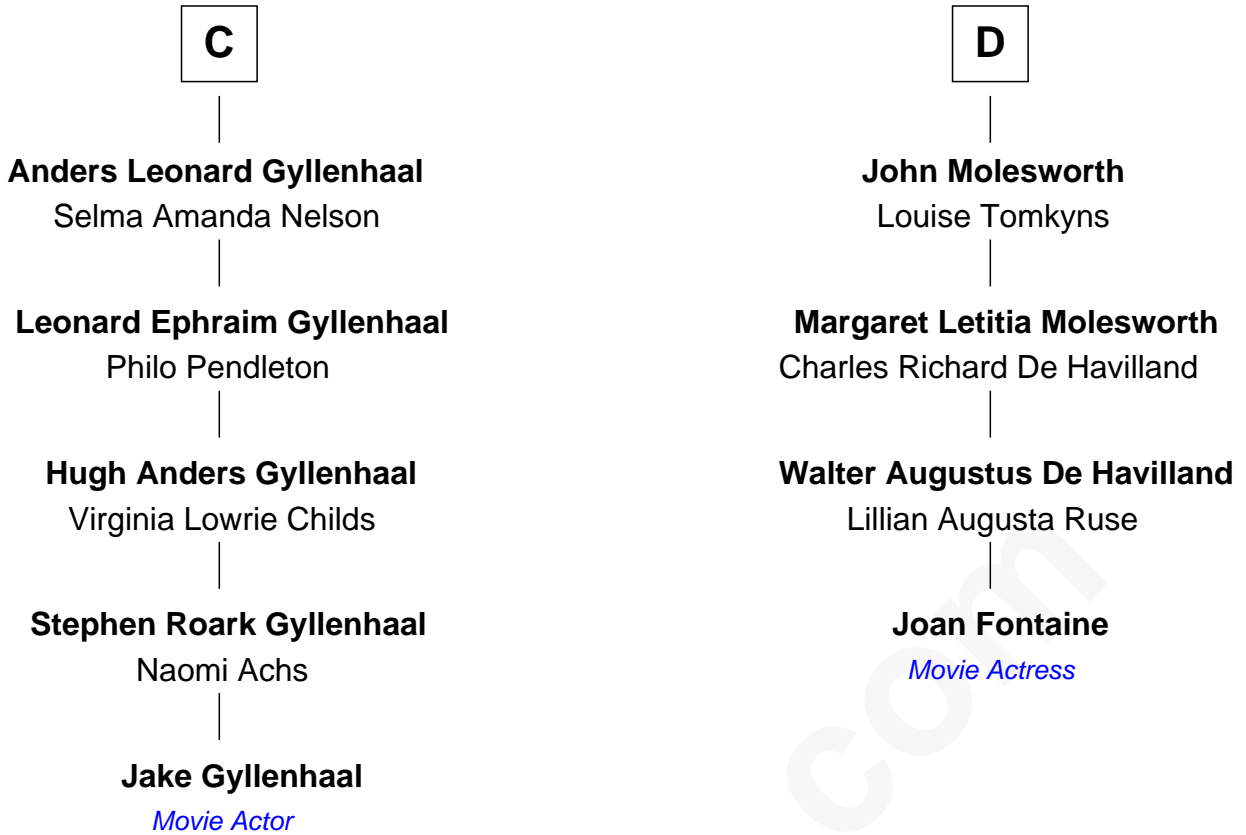 C
Anders Leonard Gyllenhaal
Selma Amanda Nelson
Leonard Ephraim Gyllenhaal
Philo Pendleton
Hugh Anders Gyllenhaal
Virginia Lowrie Childs
Stephen Roark Gyllenhaal
Naomi Achs
Jake Gyllenhaal
Movie Actor
D
John Molesworth
Louise Tomkyns
Margaret Letitia Molesworth
Charles Richard De Havilland
Walter Augustus De Havilland
Lillian Augusta Ruse
Joan Fontaine
Movie Actress
com